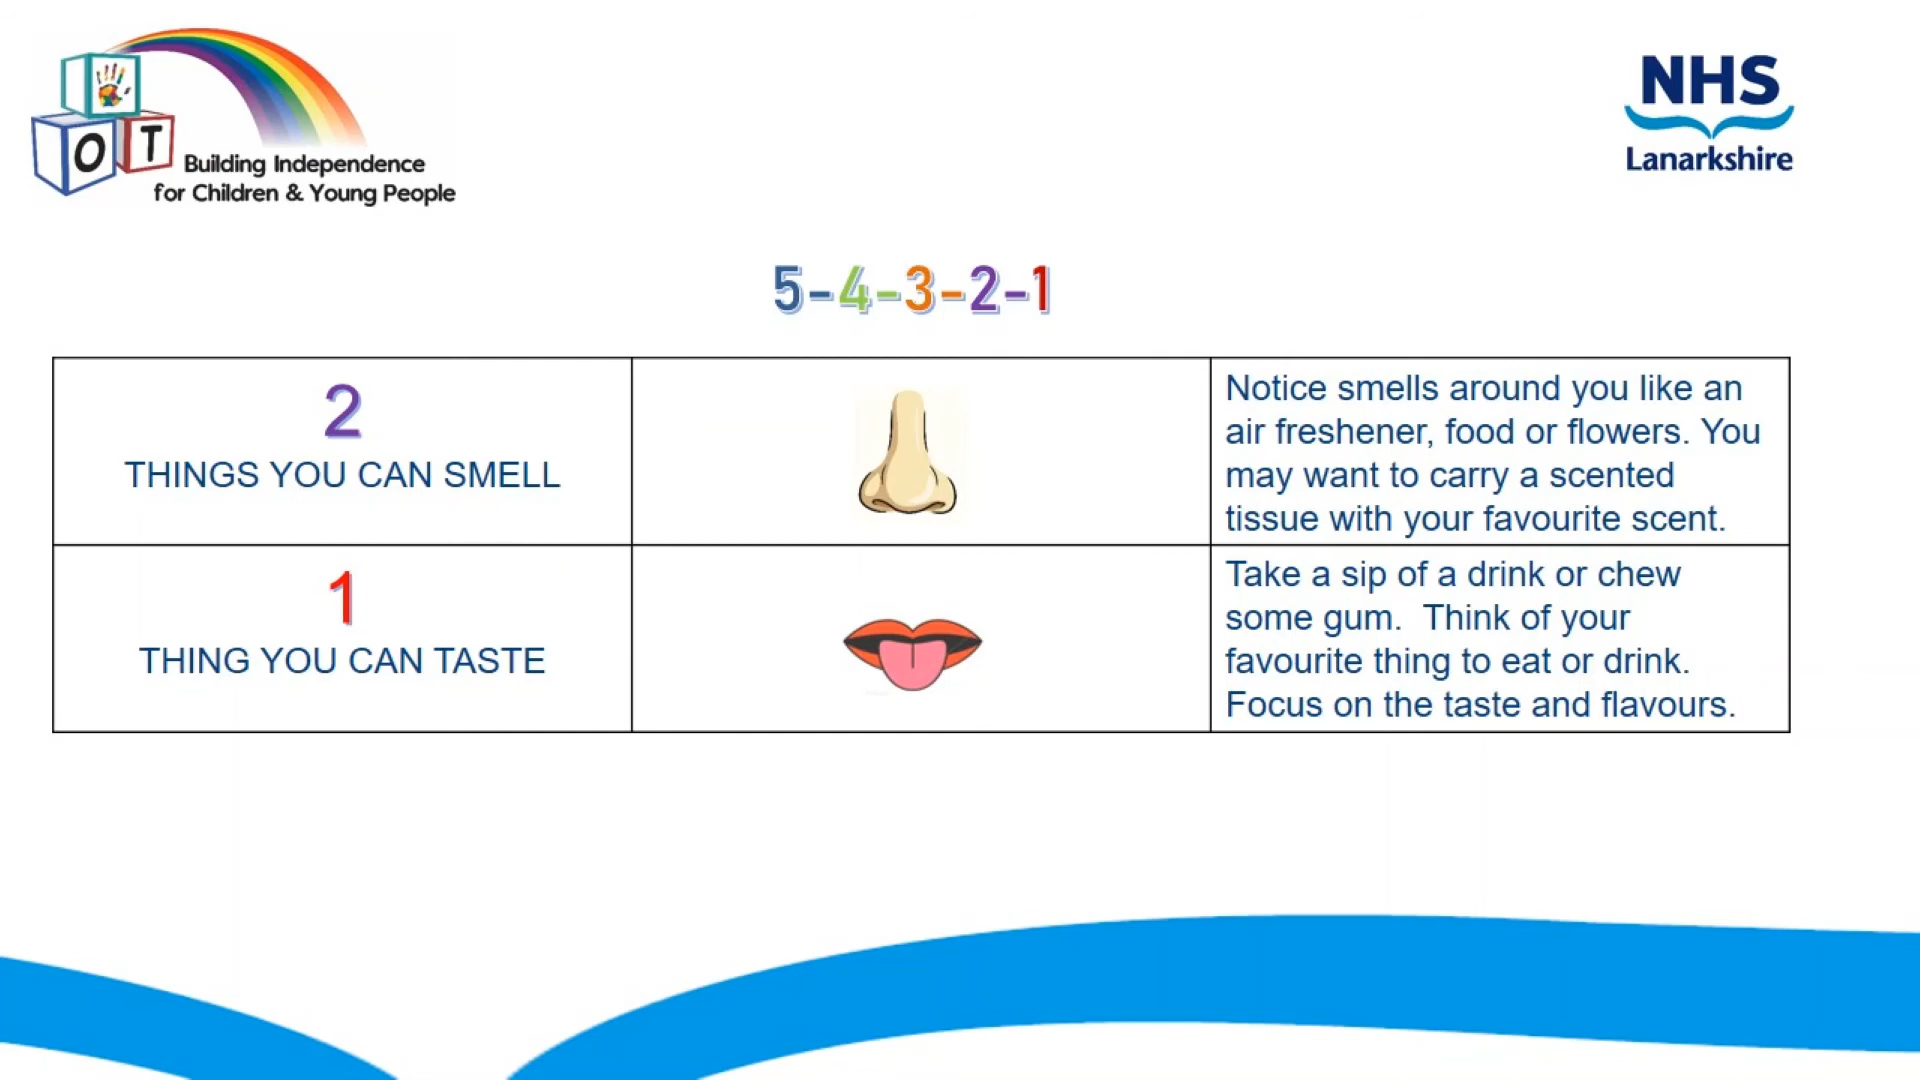 O T
Building Independence
for Children & Young People
NHS
Lanarkshire
5-4-3-2-1
2
THINGS YOU CAN SMELL
Notice smells around you like an
air freshener, food or flowers. You
may want to carry a scented
tissue with your favourite scent.
1
THING YOU CAN TASTE
Take a sip of a drink or chew
some gum.  Think of your
favourite thing to eat or drink.
Focus on the taste and flavours.